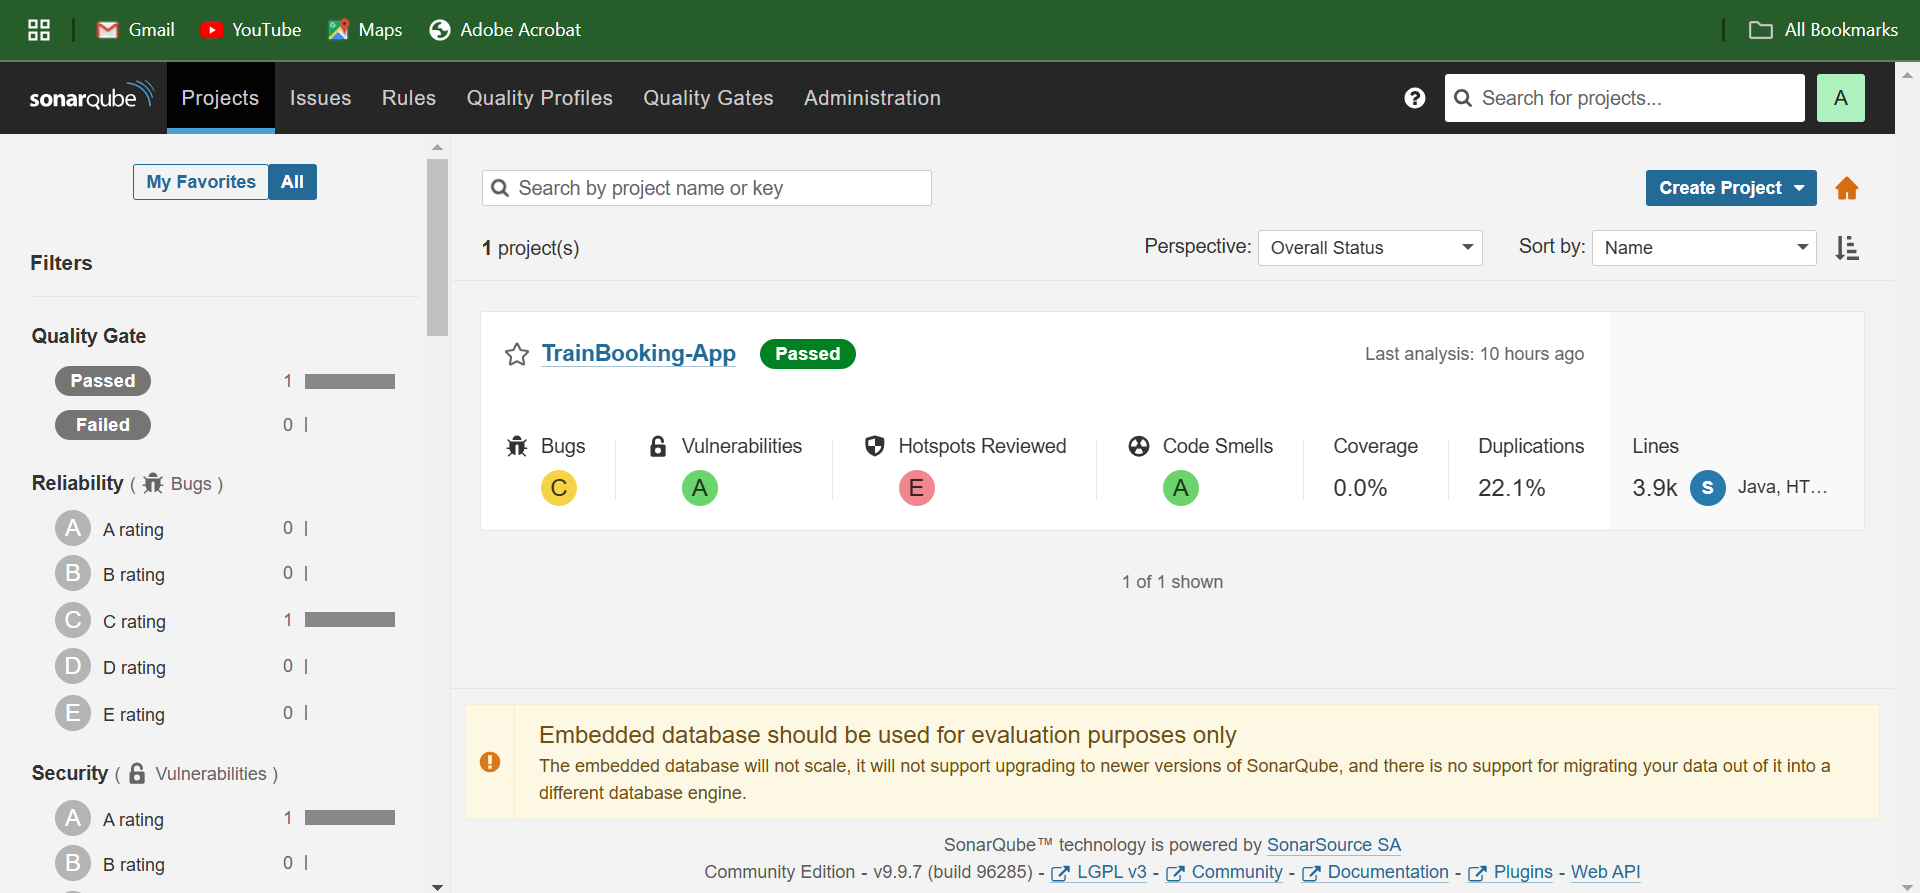 Gmail YouTube Maps Adobe Acrobat All Bookmarks
sonarqube Projects Issues Rules Quality Profiles Quality Gates Administration ? Search for projects... A
My Favorites All
Search by project name or key Create Project
1 project(s) Perspective: Overall Status Sort by: Name
Filters
Quality Gate
Passed 1
Failed 0
Reliability ( Bugs )
A A rating 0
B B rating 0
C C rating 1
D D rating 0
E E rating 0
Security ( Vulnerabilities )
A A rating 1
B B rating 0
TrainBooking-App Passed Last analysis: 10 hours ago
Bugs Vulnerabilities Hotspots Reviewed Code Smells Coverage Duplications Lines
C A E A 0.0% 22.1% 3.9k S Java, HT...
1 of 1 shown
Embedded database should be used for evaluation purposes only
The embedded database will not scale, it will not support upgrading to newer versions of SonarQube, and there is no support for migrating your data out of it into a
different database engine.
SonarQube™ technology is powered by SonarSource SA
Community Edition - v9.9.7 (build 96285) - LGPL v3 - Community - Documentation - Plugins - Web API